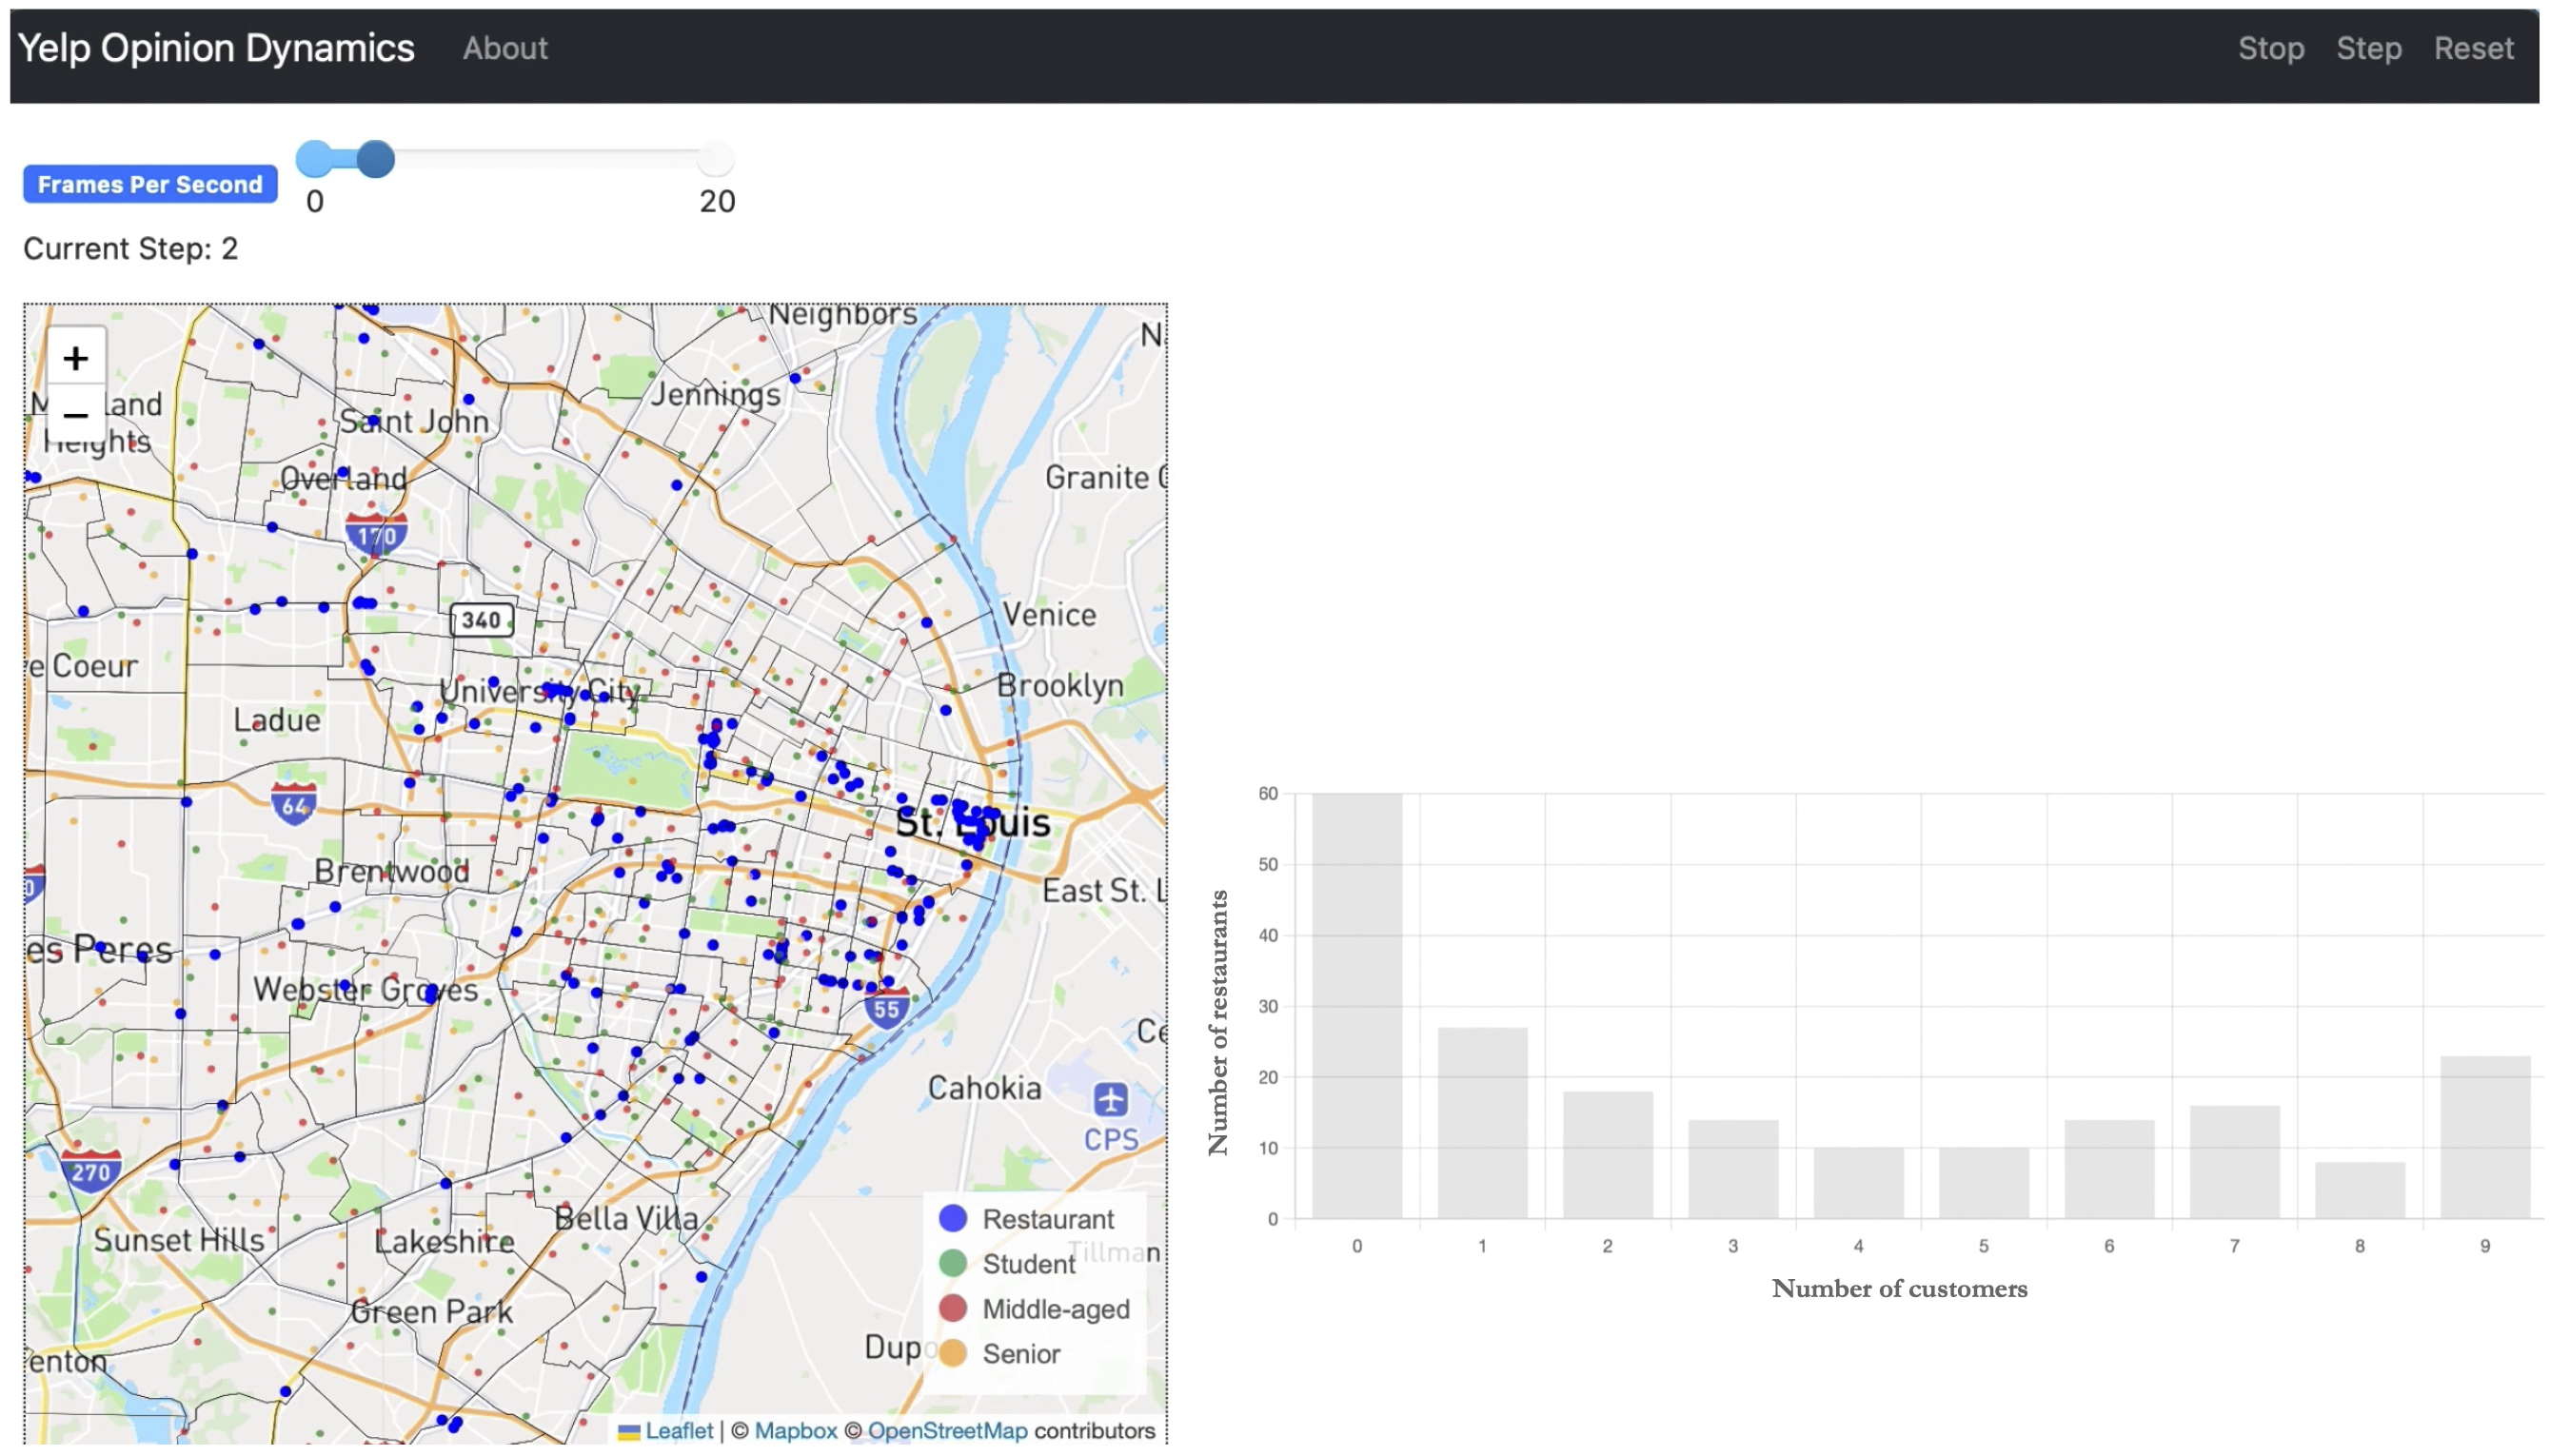 Yelp Opinion Dynamics About Stop Step Reset
Frames Per Second
0 20
Current Step: 2
Neighbors
+
−
Jennings
Saint John
Heights
Overland
Granite
170
340
Venice
e Coeur
University City
Brooklyn
Ladue
64
St. Louis
Brentwood
East St. L
es Peres
Webster Groves
55
Cahokia
CPS
270
Bella Villa
Sunset Hills
Lakeshire
Green Park
enton
Restaurant
Student
Middle-aged
Senior
Tillman
Dupo
Leaflet | © Mapbox © OpenStreetMap contributors
Number of restaurants
60
50
40
30
20
10
0
0 1 2 3 4 5 6 7 8 9
Number of customers